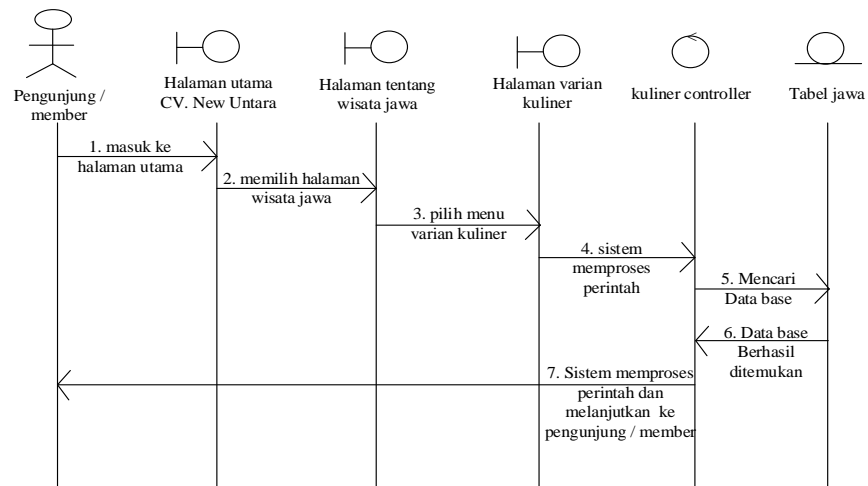 Pengunjung /
member
Halaman utama
CV. New Untara
Halaman tentang
wisata jawa
Halaman varian
kuliner
kuliner controller
Tabel jawa
1. masuk ke
halaman utama
2. memilih halaman
wisata jawa
3. pilih menu
varian kuliner
4. sistem
memproses
perintah
5. Mencari
Data base
6. Data base
Berhasil
ditemukan
7. Sistem memproses
perintah dan
melanjutkan ke
pengunjung / member